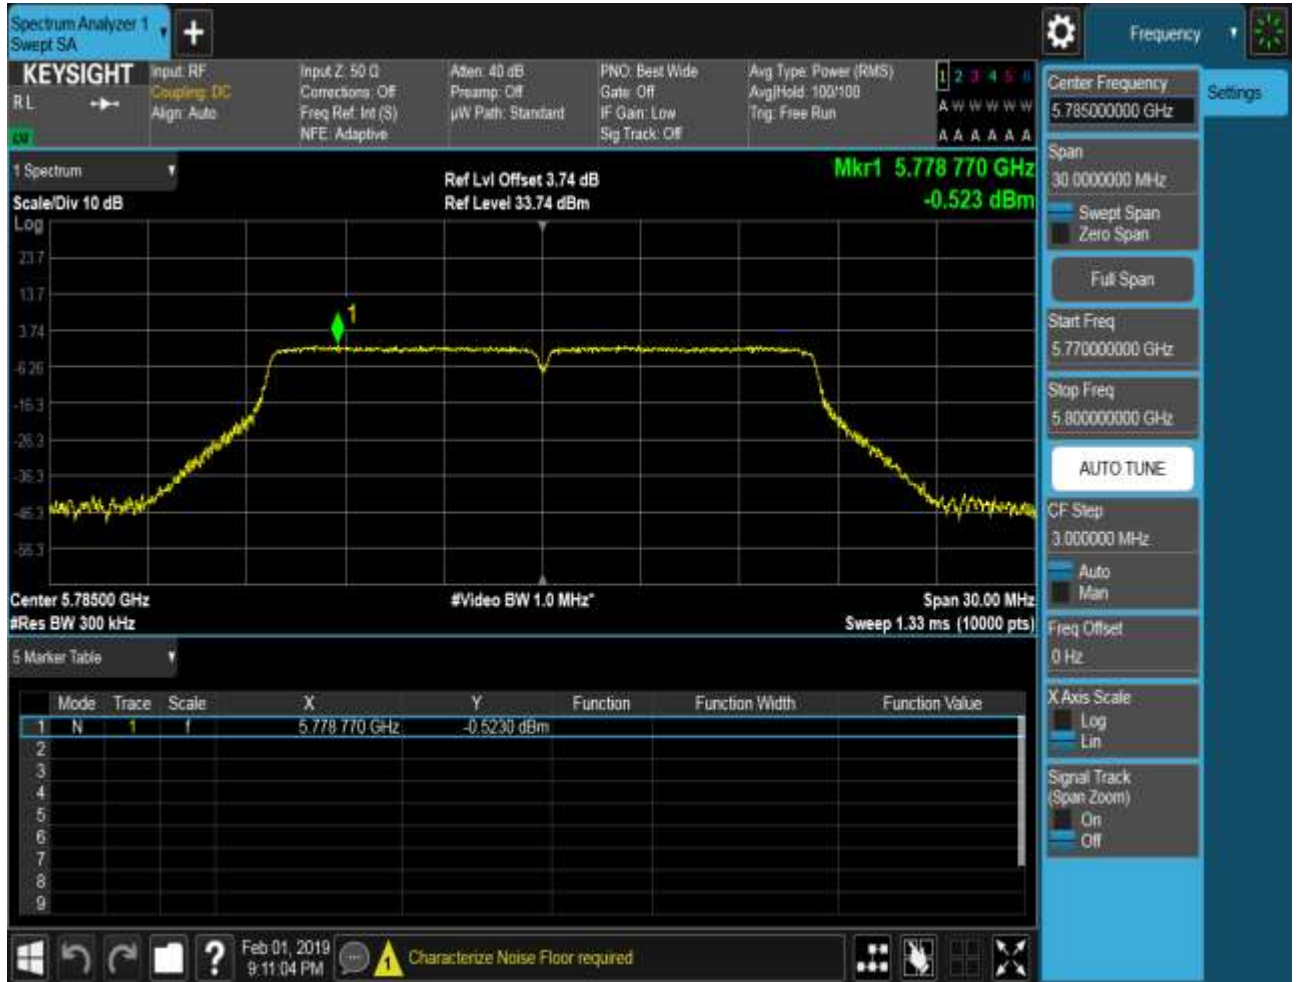 Spectrum Analyzer 1
Swept SA
+
Frequency
KEYSIGHT
Input: RF
Input Z: 50 Ω
Atten: 40 dB
PNO: Best Wide
Avg Type: Power (RMS)
1 2 3 4 5 6
R L
Coupling: DC
Corrections: Off
Preamp: Off
Gate: Off
Avg|Hold: 100/100
Align: Auto
Freq Ref: Int (S)
µW Path: Standard
IF Gain: Low
Trig: Free Run
A W W W W W
NFE: Adaptive
Sig Track: Off
A A A A A A
1 Spectrum
Ref Lvl Offset 3.74 dB
Mkr1 5.778 770 GHz
Scale/Div 10 dB
Ref Level 33.74 dBm
-0.523 dBm
Log
23.7
13.7
1
3.74
-6.26
-16.3
-26.3
-36.3
-46.3
-56.3
Center 5.78500 GHz
#Video BW 1.0 MHz*
Span 30.00 MHz
#Res BW 300 kHz
Sweep 1.33 ms (10000 pts)
5 Marker Table
Mode Trace Scale X Y Function Function Width Function Value
1 N 1 f 5.778 770 GHz -0.5230 dBm
2
3
4
5
6
7
8
9
Feb 01, 2019
9:11:04 PM
?
1
Characterize Noise Floor required
Center Frequency
5.785000000 GHz
Settings
Span
30.0000000 MHz
Swept Span
Zero Span
Full Span
Start Freq
5.770000000 GHz
Stop Freq
5.800000000 GHz
AUTO TUNE
CF Step
3.000000 MHz
Auto
Man
Freq Offset
0 Hz
X Axis Scale
Log
Lin
Signal Track
(Span Zoom)
On
Off